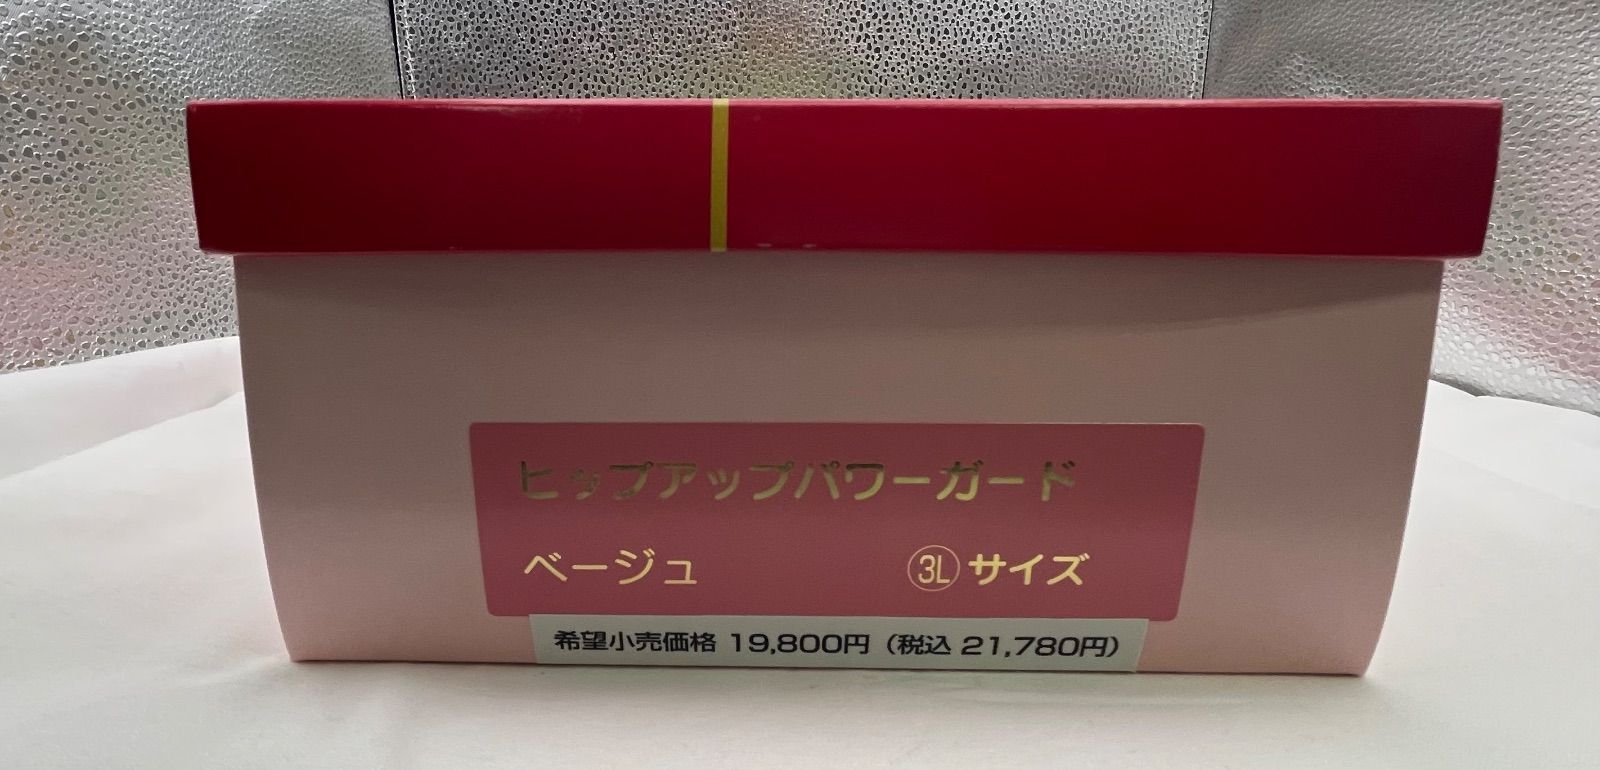 ヒップアップパワーガード
ベージュ ③Lサイズ
希望小売価格 19,800円（税込 21,780円）